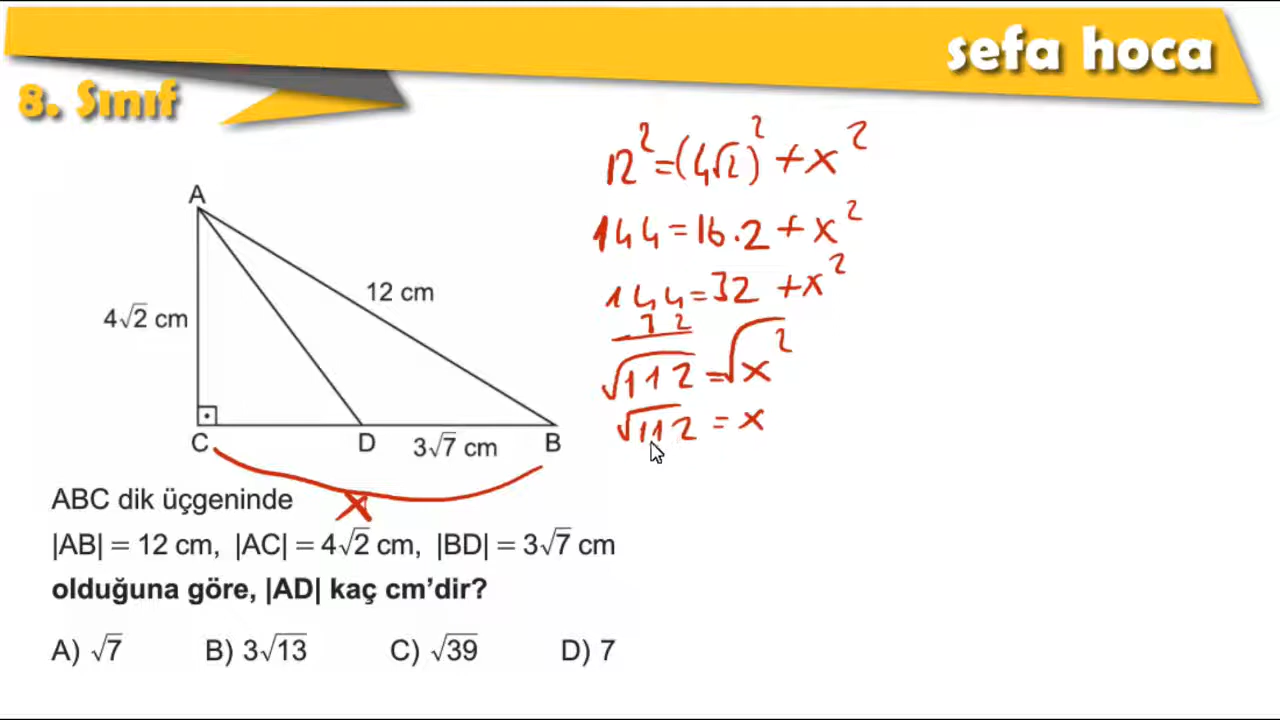 sefa hoca
8. Sınıf
A
12 cm
4√2 cm
C
D
3√7 cm
B
x
12² = (4√2)² + x²
144 = 16.2 + x²
144 = 32 + x²
32
√112 = √x²
√112 = x
ABC dik üçgeninde
|AB| = 12 cm, |AC| = 4√2 cm, |BD| = 3√7 cm
olduğuna göre, |AD| kaç cm’dir?
A) √7 B) 3√13 C) √39 D) 7